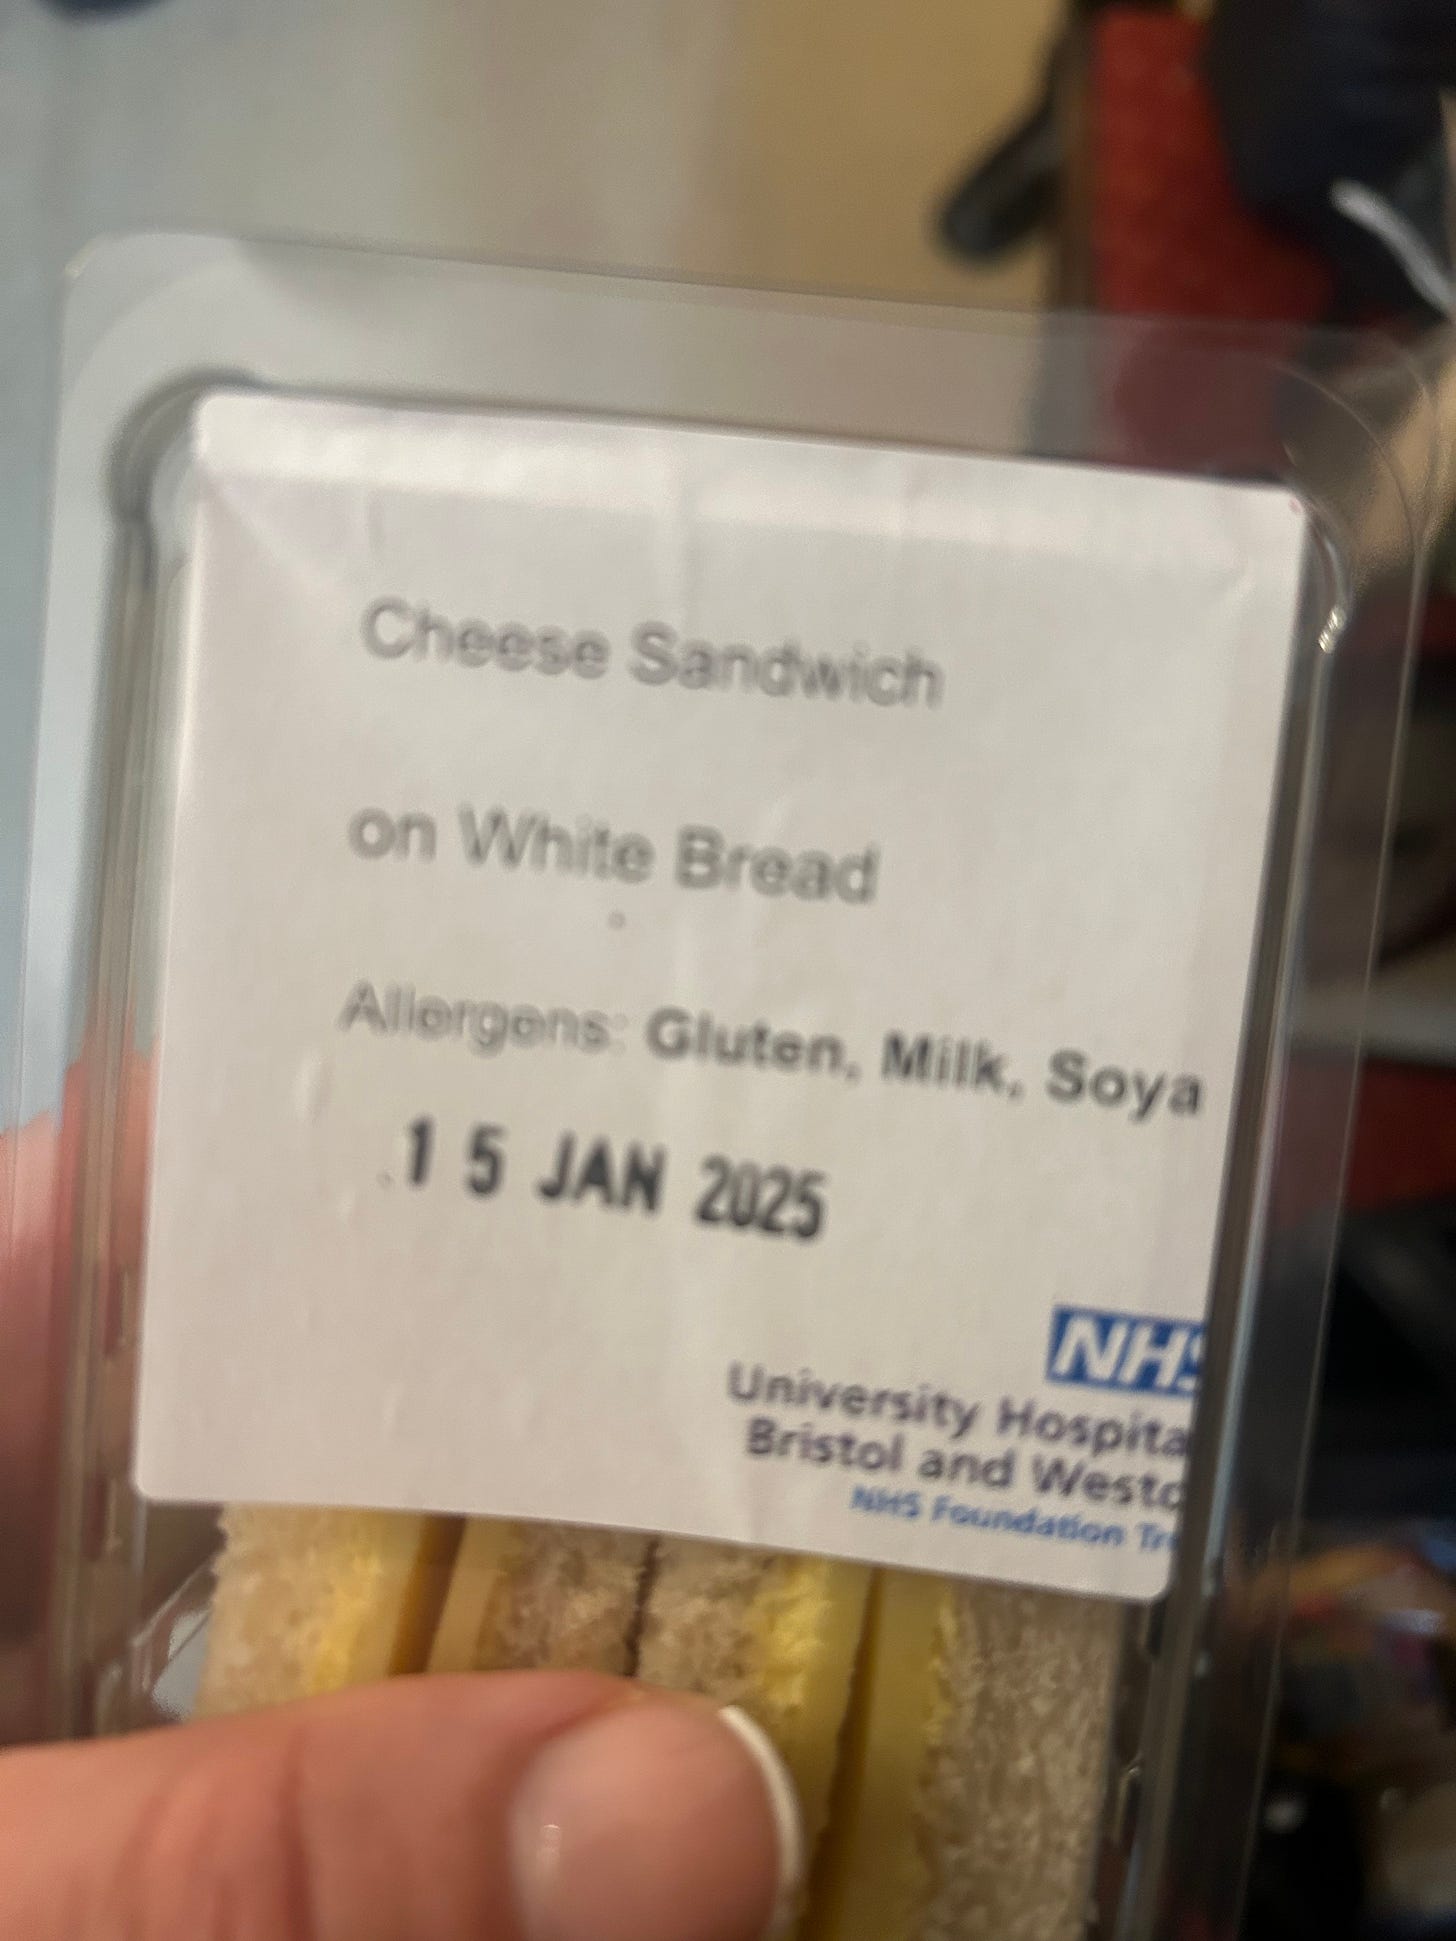 Cheese Sandwich
on White Bread
Allergens: Gluten, Milk, Soya
15 JAN 2025
NHS
University Hospita
Bristol and Westo
NHS Foundation Tr